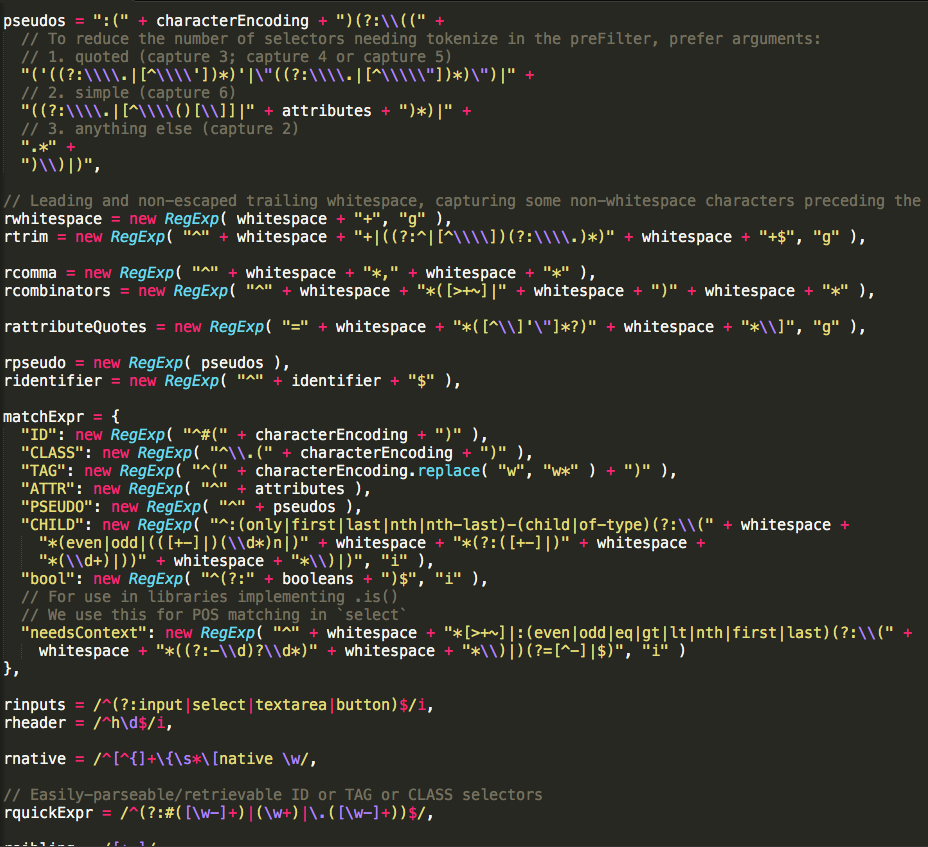 pseudos = ":(" + characterEncoding + ")(?:\\((" +
// To reduce the number of selectors needing tokenize in the preFilter, prefer arguments:
// 1. quoted (capture 3; capture 4 or capture 5)
"('((?:\\\\.|[^\\\\'])*)'|\"((?:\\\\.|[^\\\\\"])*)\")|" +
// 2. simple (capture 6)
"((?:\\\\.|[^\\\\()[\\]]|" + attributes + ")*)|" +
// 3. anything else (capture 2)
".*" +
")\\)|)",
// Leading and non-escaped trailing whitespace, capturing some non-whitespace characters preceding the
rwhitespace = new RegExp( whitespace + "+", "g" ),
rtrim = new RegExp( "^" + whitespace + "+|((?:^|[^\\\\])(?:\\\\.)*)" + whitespace + "+$", "g" ),
rcomma = new RegExp( "^" + whitespace + "*," + whitespace + "*" ),
rcombinators = new RegExp( "^" + whitespace + "*([>+~]|" + whitespace + ")" + whitespace + "*" ),
rattributeQuotes = new RegExp( "=" + whitespace + "*([^\\]'\"]*?)" + whitespace + "*\\]", "g" ),
rpseudo = new RegExp( pseudos ),
ridentifier = new RegExp( "^" + identifier + "$" ),
matchExpr = {
"ID": new RegExp( "^#(" + characterEncoding + ")" ),
"CLASS": new RegExp( "^\\.(" + characterEncoding + ")" ),
"TAG": new RegExp( "^(" + characterEncoding.replace( "w", "w*" ) + ")" ),
"ATTR": new RegExp( "^" + attributes ),
"PSEUDO": new RegExp( "^" + pseudos ),
"CHILD": new RegExp( "^:(only|first|last|nth|nth-last)-(child|of-type)(?:\\(" + whitespace +
"*(even|odd|(([+-]|)(\\d*)n|)" + whitespace + "*(?:([+-]|)" + whitespace +
"*(\\d+)|))" + whitespace + "*\\)|)", "i" ),
"bool": new RegExp( "^(?:" + booleans + ")$", "i" ),
// For use in libraries implementing .is()
// We use this for POS matching in `select`
"needsContext": new RegExp( "^" + whitespace + "*[>+~]|:(even|odd|eq|gt|lt|nth|first|last)(?:\\(" +
whitespace + "*((?:-\\d)?\\d*)" + whitespace + "*\\)|)(?=[^-]|$)", "i" )
},
rinputs = /^(?:input|select|textarea|button)$/i,
rheader = /^h\d$/i,
rnative = /^[^{]+\{\s*\[native \w/,
// Easily-parseable/retrievable ID or TAG or CLASS selectors
rquickExpr = /^(?:#([\w-]+)|(\w+)|\.([\w-]+))$/,